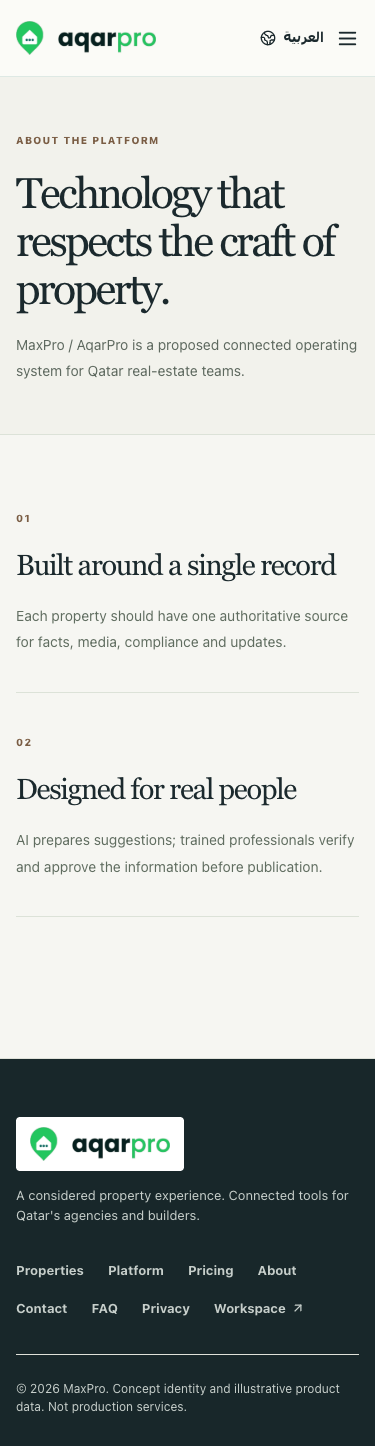 aqarpro
العربية
ABOUT THE PLATFORM
Technology that
respects the craft of
property.
MaxPro / AqarPro is a proposed connected operating
system for Qatar real-estate teams.
01
Built around a single record
Each property should have one authoritative source
for facts, media, compliance and updates.
02
Designed for real people
AI prepares suggestions; trained professionals verify
and approve the information before publication.
aqarpro
A considered property experience. Connected tools for
Qatar's agencies and builders.
Properties Platform Pricing About
Contact FAQ Privacy Workspace ↗
© 2026 MaxPro. Concept identity and illustrative product
data. Not production services.